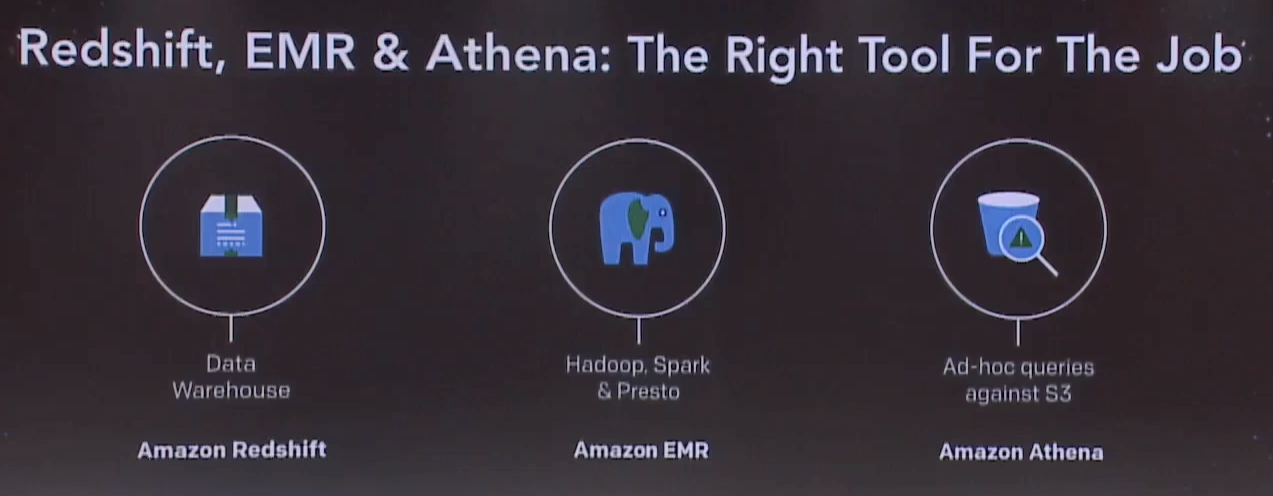 Redshift, EMR & Athena: The Right Tool For The Job
Data
Warehouse
Amazon Redshift
Hadoop, Spark
& Presto
Amazon EMR
Ad-hoc queries
against S3
Amazon Athena